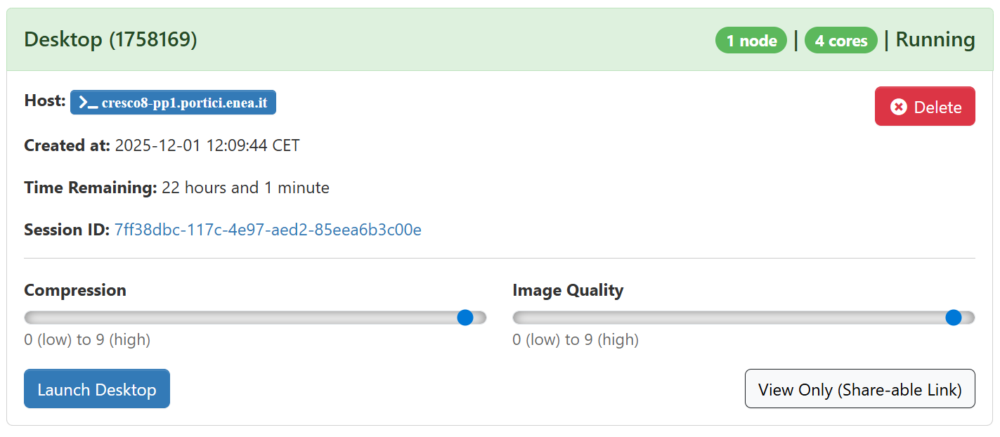 Desktop (1758169) 1 node | 4 cores | Running
Host: >_ cresco8-pp1.portici.enea.it
Delete
Created at: 2025-12-01 12:09:44 CET
Time Remaining: 22 hours and 1 minute
Session ID: 7ff38dbc-117c-4e97-aed2-85eea6b3c00e
Compression
0 (low) to 9 (high)
Image Quality
0 (low) to 9 (high)
Launch Desktop
View Only (Share-able Link)